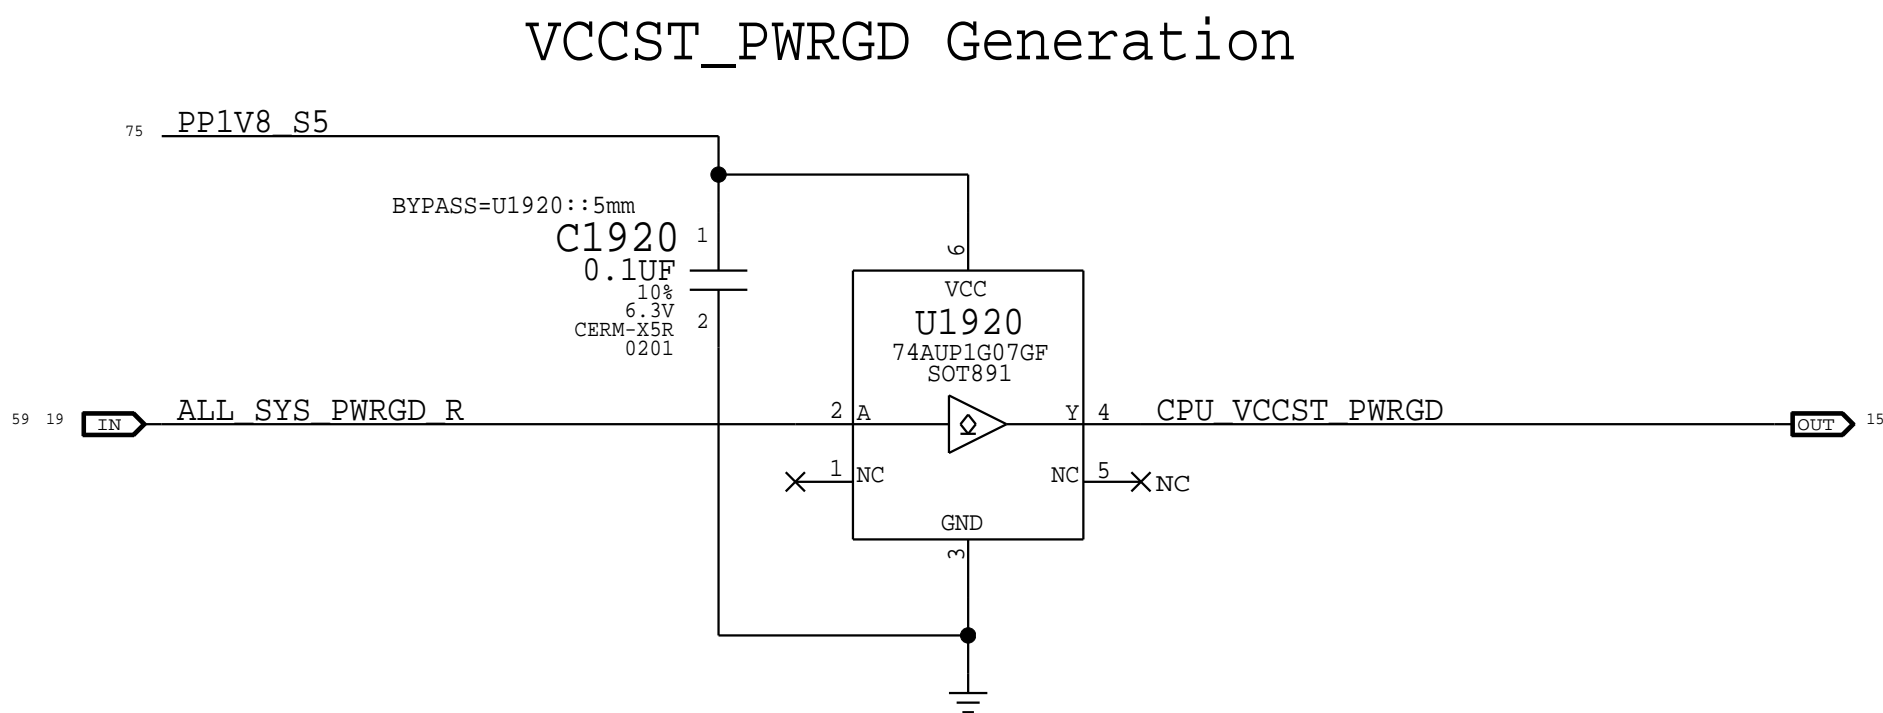 VCCST_PWRGD Generation
75 PP1V8_S5
BYPASS=U1920::5mm
C1920 1
0.1UF
10%
6.3V
CERM-X5R 2
0201
6
VCC
U1920
74AUP1G07GF
SOT891
59 19 IN ALL_SYS_PWRGD_R 2 A Y 4 CPU_VCCST_PWRGD OUT 15
1 NC NC 5 NC
GND
3